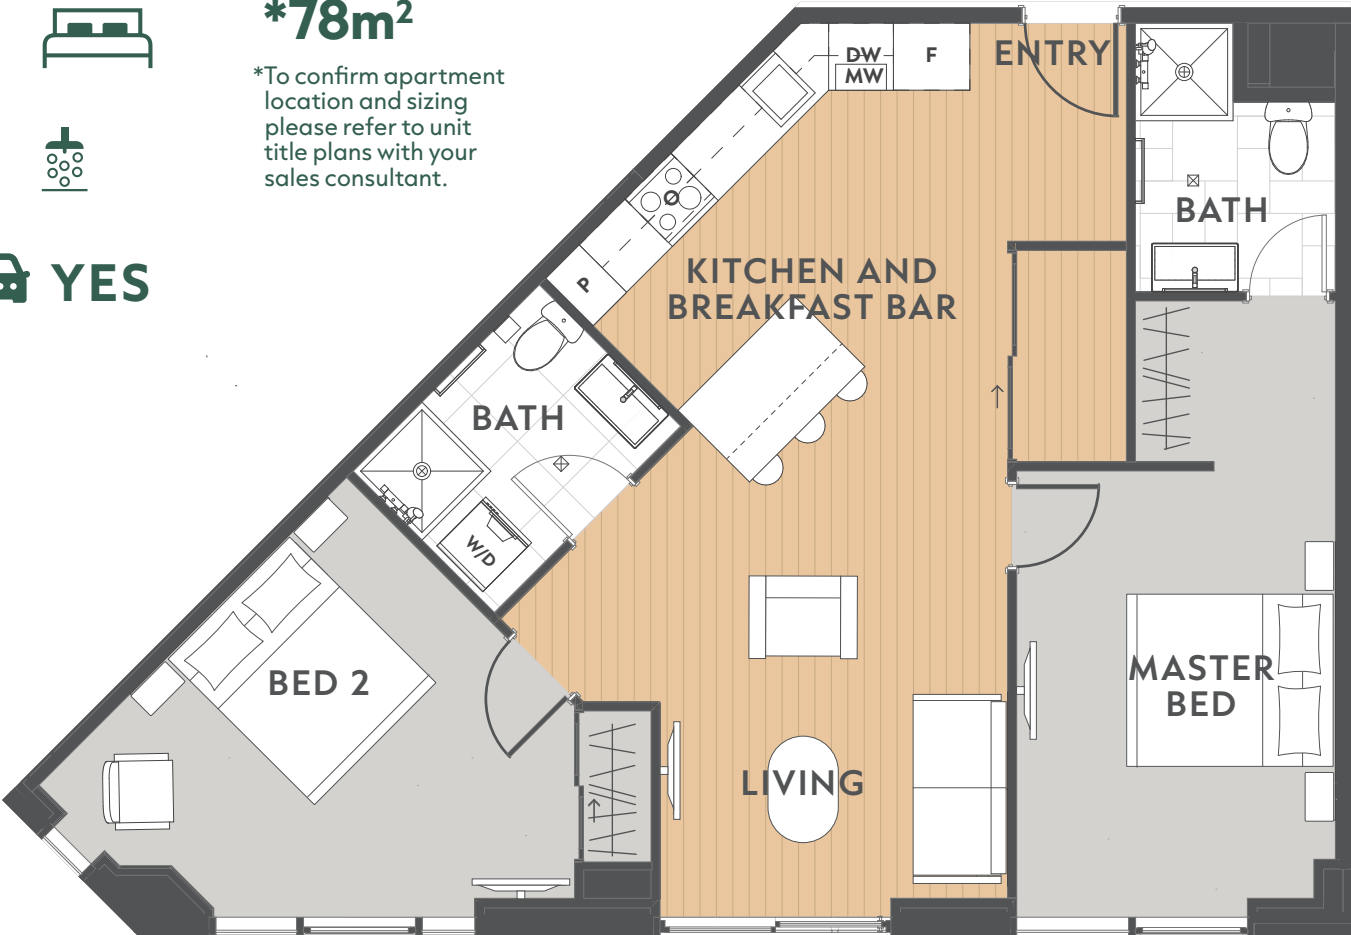 *78m²
*To confirm apartment
location and sizing
please refer to unit
title plans with your
sales consultant.
YES
DW
MW
F
ENTRY
BATH
P
KITCHEN AND
BREAKFAST BAR
BATH
W/D
BED 2
MASTER
BED
LIVING